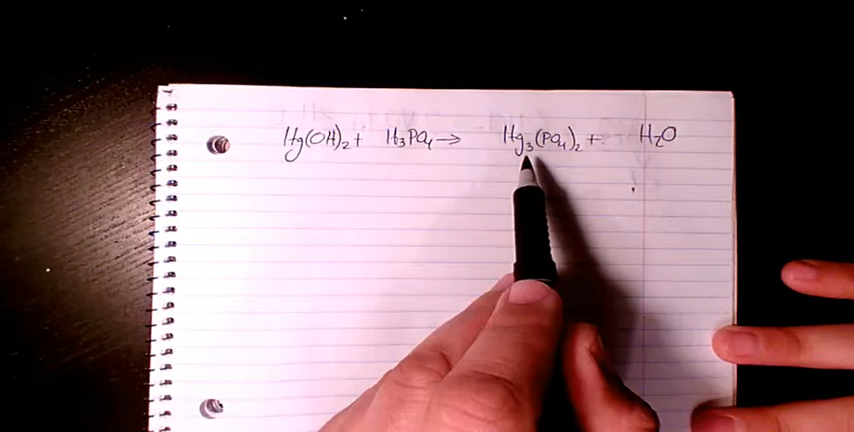 Hg(OH)₂ + H₃PO₄ → Hg₃(PO₄)₂ + H₂O